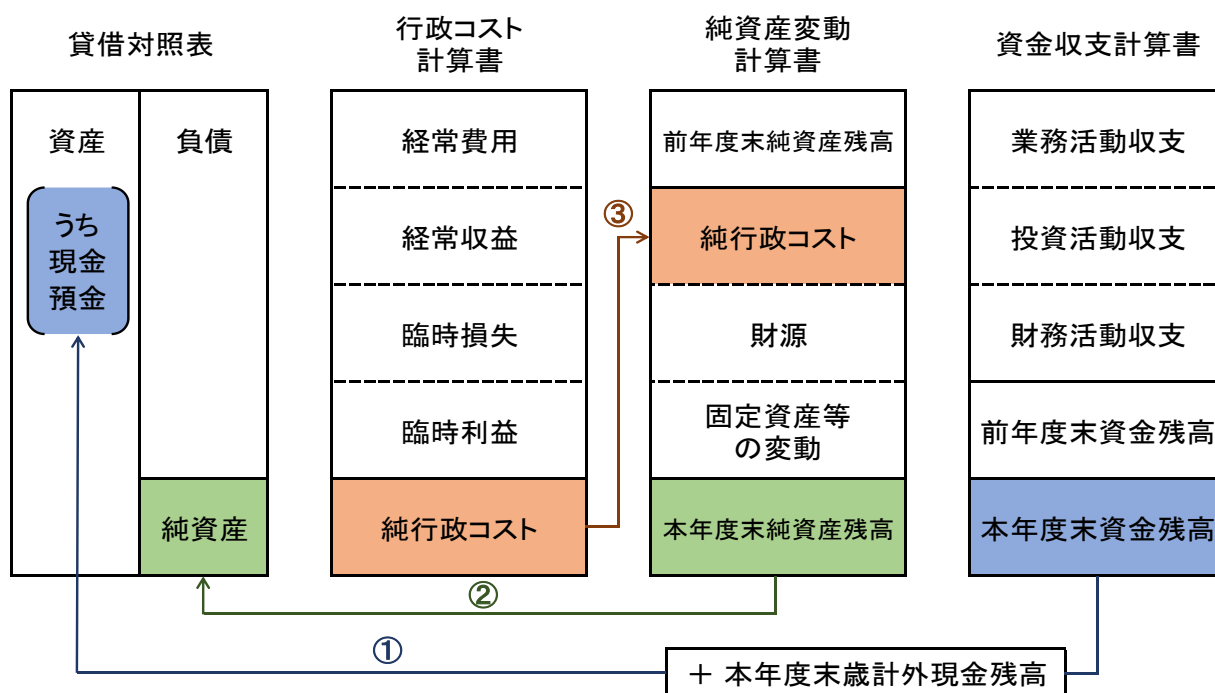 貸借対照表
行政コスト
計算書
純資産変動
計算書
資金収支計算書
資産
負債
うち
現金
預金
純資産
経常費用
経常収益
臨時損失
臨時利益
純行政コスト
③
前年度末純資産残高
純行政コスト
財源
固定資産等
の変動
本年度末純資産残高
業務活動収支
投資活動収支
財務活動収支
前年度末資金残高
本年度末資金残高
②
①
＋ 本年度末歳計外現金残高